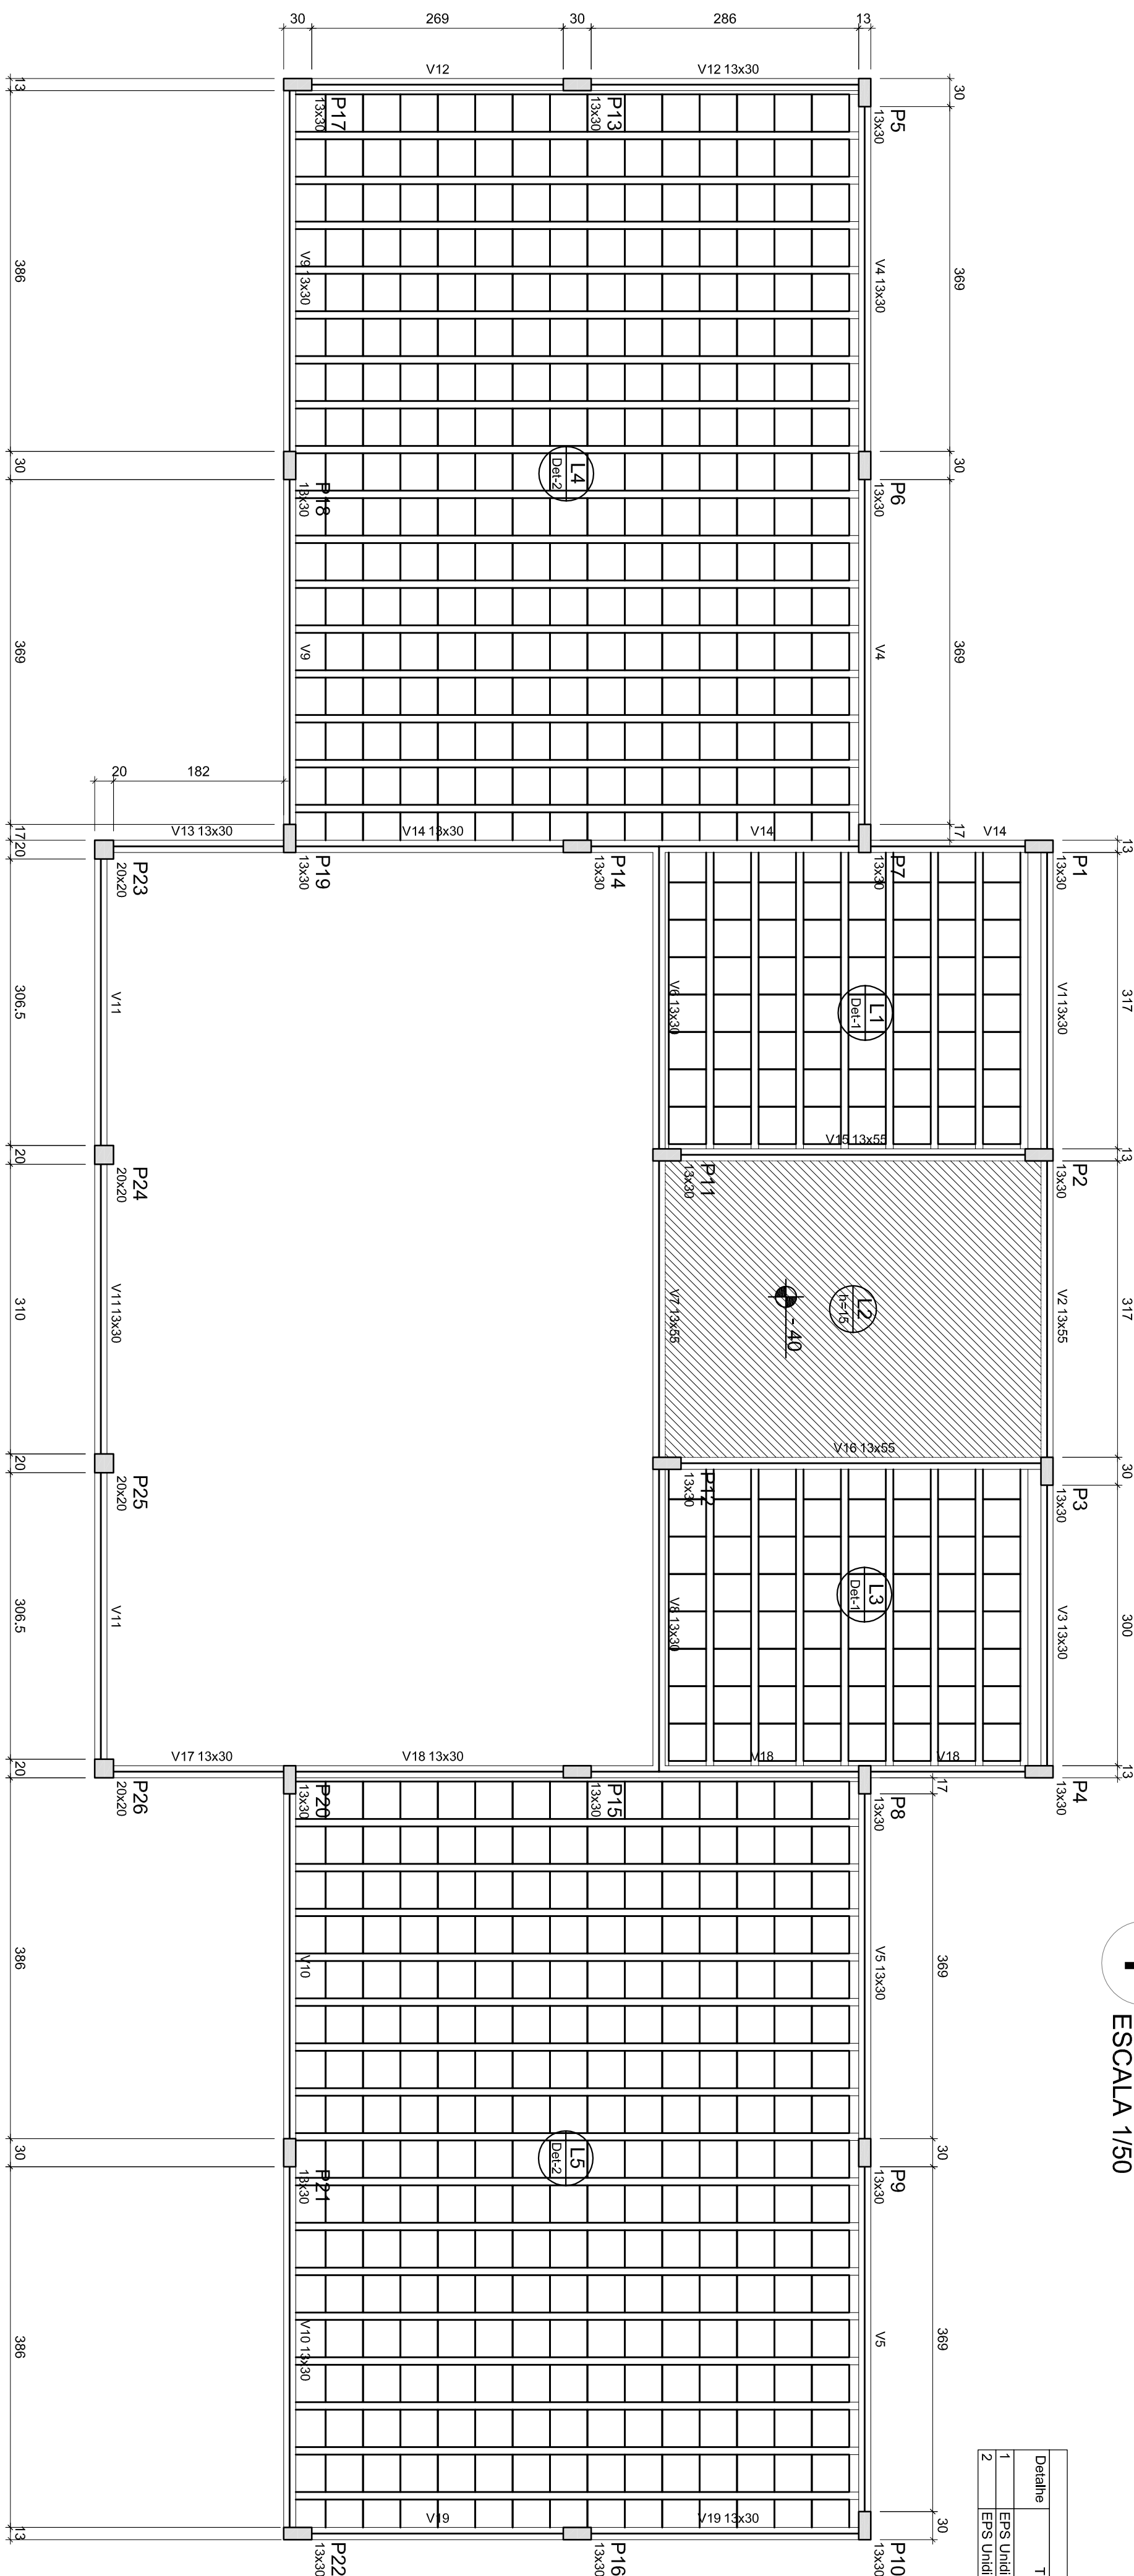 30
269
30
286
13
V12
V12 13x30
13
386
30
369
17
20
306.5
20
310
20
306.5
20
386
30
386
13
30
369
30
369
17
13
317
13
317
30
300
13
17
369
30
369
30
20
182
P17
13x30
P13
13x30
P5
13x30
V9 13x30
V4 13x30
L4
Det-2
P18
13x30
P6
13x30
V9
V4
V13 13x30
V14 13x30
V14
V14
P23
20x20
P19
13x30
P14
13x30
P7
13x30
P1
13x30
V11
V6 13x30
L1
Det-1
V1 13x30
V15 13x55
P24
20x20
P11
13x30
P2
13x30
V11 13x30
V7 13x55
- 40
L2
h=15
V2 13x55
V16 13x55
P25
20x20
P12
13x30
P3
13x30
V11
V8 13x30
L3
Det-1
V3 13x30
V17 13x30
V18 13x30
V18
V18
P26
20x20
P20
13x30
P15
13x30
P8
13x30
P4
13x30
V10
V5 13x30
L5
Det-2
P21
13x30
P9
13x30
V10 13x30
V5
V19
V19 13x30
P22
13x30
P16
13x30
P10
13x30
ESCALA 1/50
Detalhe
T
1
EPS Unidi
2
EPS Unidi